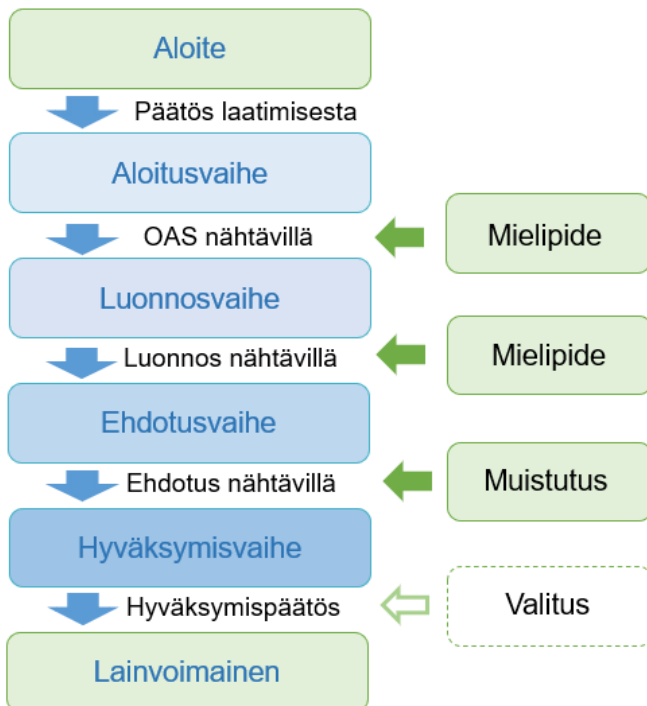 Aloite
Päätös laatimisesta
Aloitusvaihe
OAS nähtävillä
Mielipide
Luonnosvaihe
Luonnos nähtävillä
Mielipide
Ehdotusvaihe
Ehdotus nähtävillä
Muistutus
Hyväksymisvaihe
Hyväksymispäätös
Valitus
Lainvoimainen